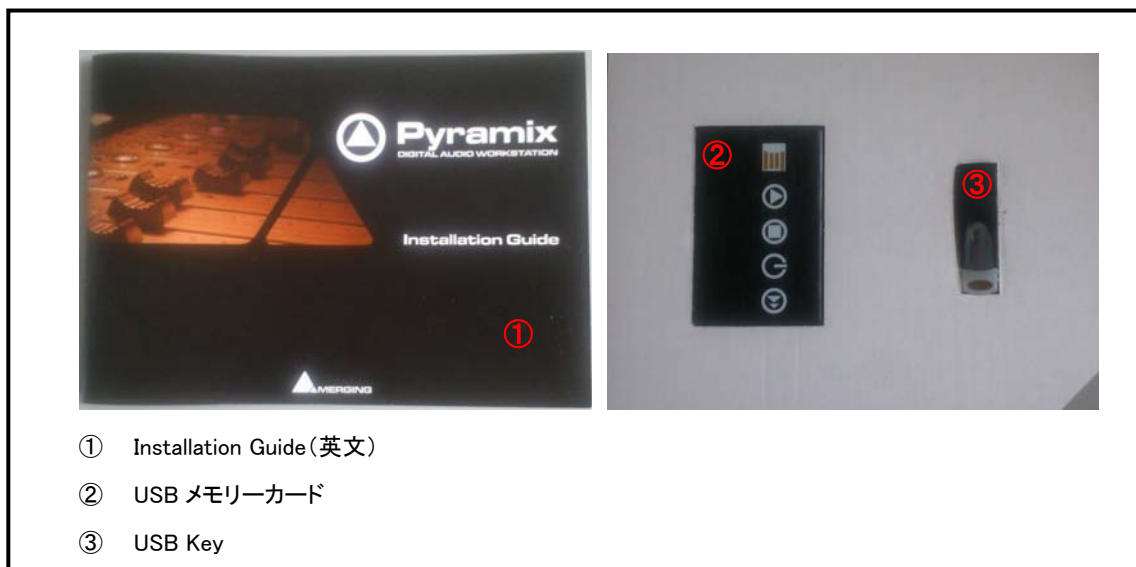 Pyramix
DIGITAL AUDIO WORKSTATION
Installation Guide
①
MERGING
②
③
① Installation Guide(英文)
② USB メモリーカード
③ USB Key